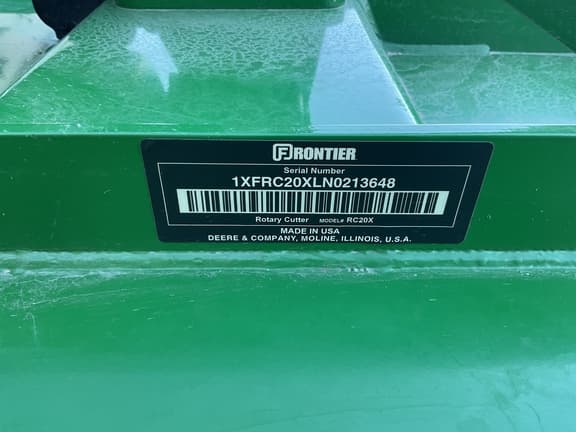 FRONTIER
Serial Number
1XFRC20XLN0213648
Rotary Cutter MODEL# RC20X
MADE IN USA
DEERE & COMPANY, MOLINE, ILLINOIS, U.S.A.